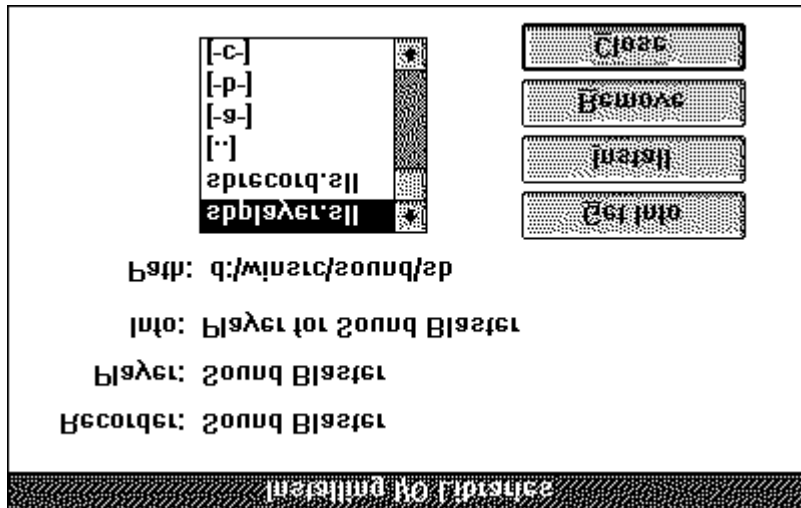 Installing I/O Libraries
Recorder: Sound Blaster
Player: Sound Blaster
Info: Player for Sound Blaster
Path: d:\winsrc\sound\sb
sbplayer.sll
sbrecord.sll
[..]
[-a-]
[-b-]
[-c-]
Get Info
Install
Remove
Close